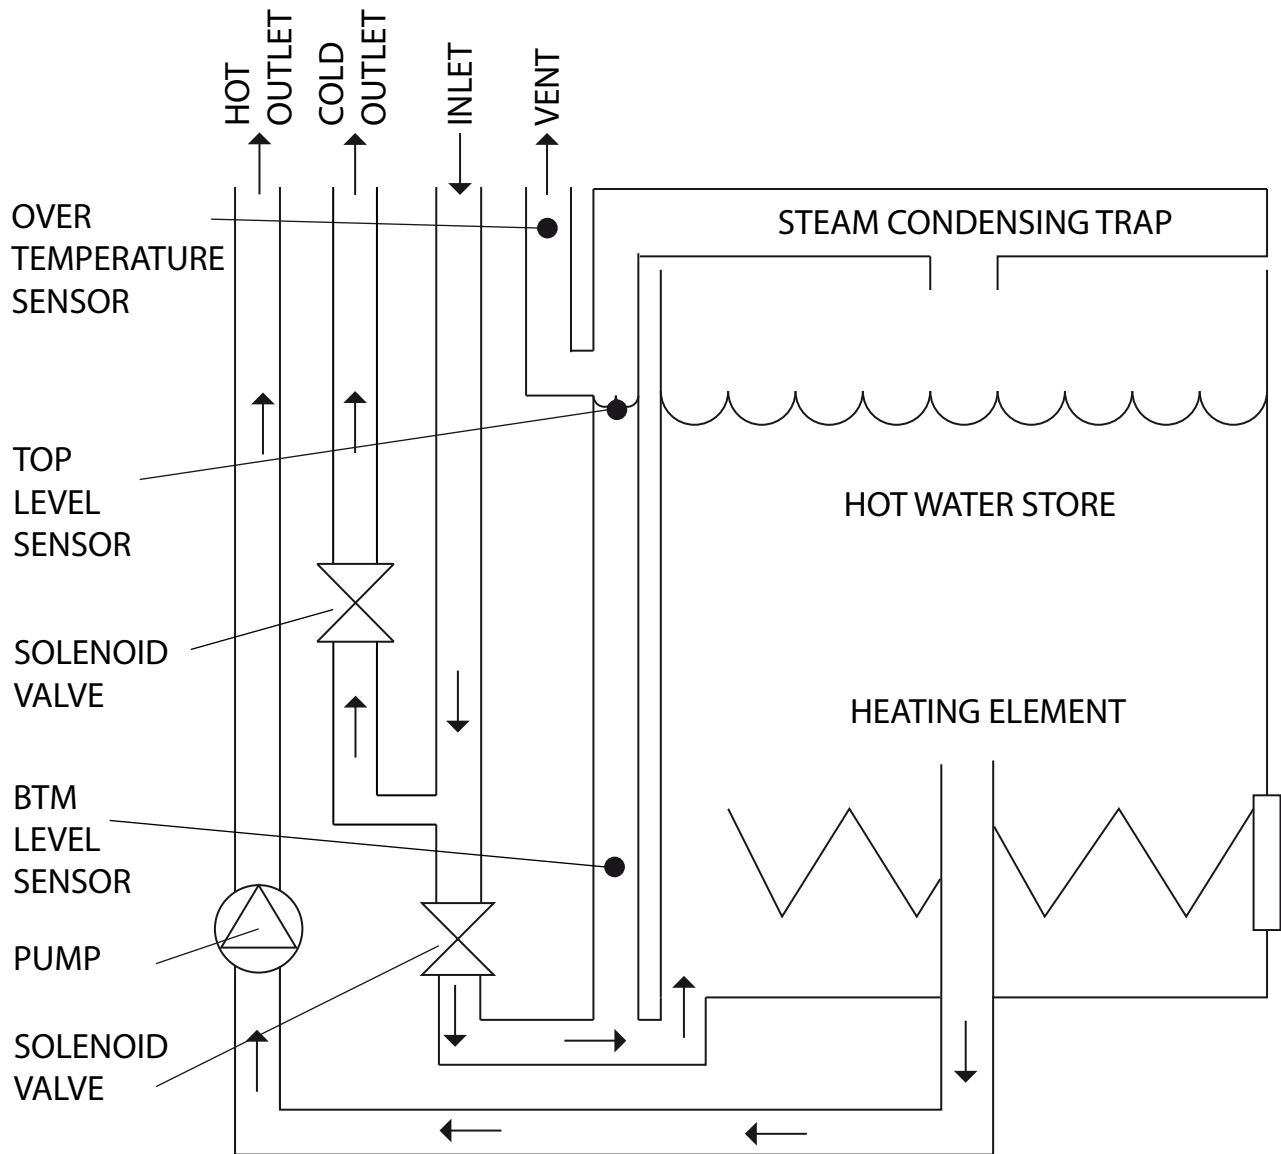 HOT
OUTLET
COLD
OUTLET
INLET
VENT
OVER
TEMPERATURE
SENSOR
STEAM CONDENSING TRAP
TOP
LEVEL
SENSOR
HOT WATER STORE
SOLENOID
VALVE
HEATING ELEMENT
BTM
LEVEL
SENSOR
PUMP
SOLENOID
VALVE